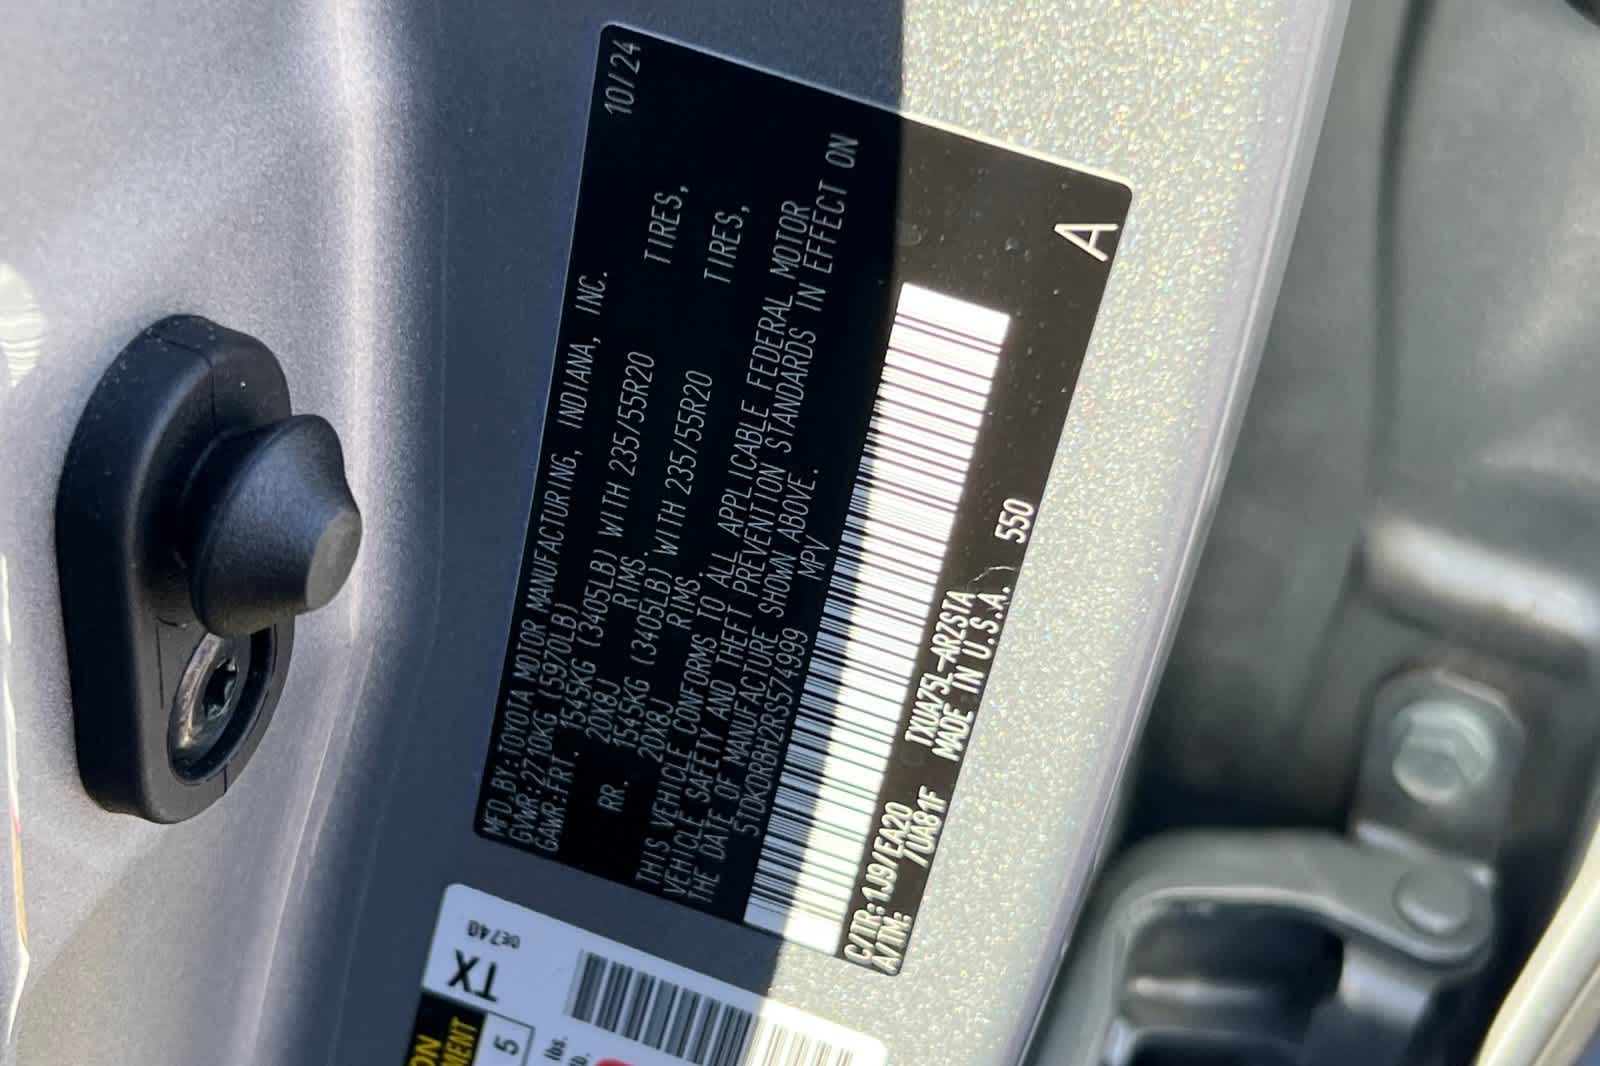 MFD.BY:TOYOTA MOTOR MANUFACTURING, INDIANA, INC. 10/24
GVWR:2710KG (5970LB)
GAWR:FRT. 1545KG (3405LB) WITH 235/55R20 TIRES,
20X8J RIMS.
RR. 1545KG (3405LB) WITH 235/55R20 TIRES,
20X8J RIMS.
THIS VEHICLE CONFORMS TO ALL APPLICABLE FEDERAL MOTOR
VEHICLE SAFETY AND THEFT PREVENTION STANDARDS IN EFFECT ON
THE DATE OF MANUFACTURE SHOWN ABOVE.
5TDKDRBH2RS574999 MPV
A
C/TR:1J9/EA20 TXUA75L-ARZSTA 550
A/TM: /UAB1F MADE IN U.S.A.
TX
0E740
5
lbs.